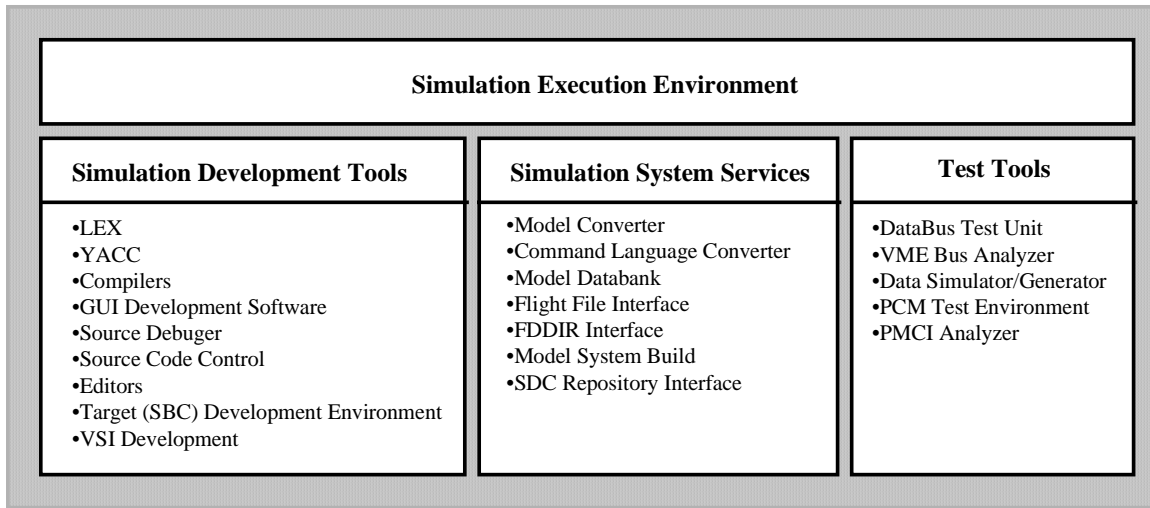 Simulation Execution Environment
Simulation Development Tools
•LEX
•YACC
•Compilers
•GUI Development Software
•Source Debuger
•Source Code Control
•Editors
•Target (SBC) Development Environment
•VSI Development
Simulation System Services
•Model Converter
•Command Language Converter
•Model Databank
•Flight File Interface
•FDDIR Interface
•Model System Build
•SDC Repository Interface
Test Tools
•DataBus Test Unit
•VME Bus Analyzer
•Data Simulator/Generator
•PCM Test Environment
•PMCI Analyzer